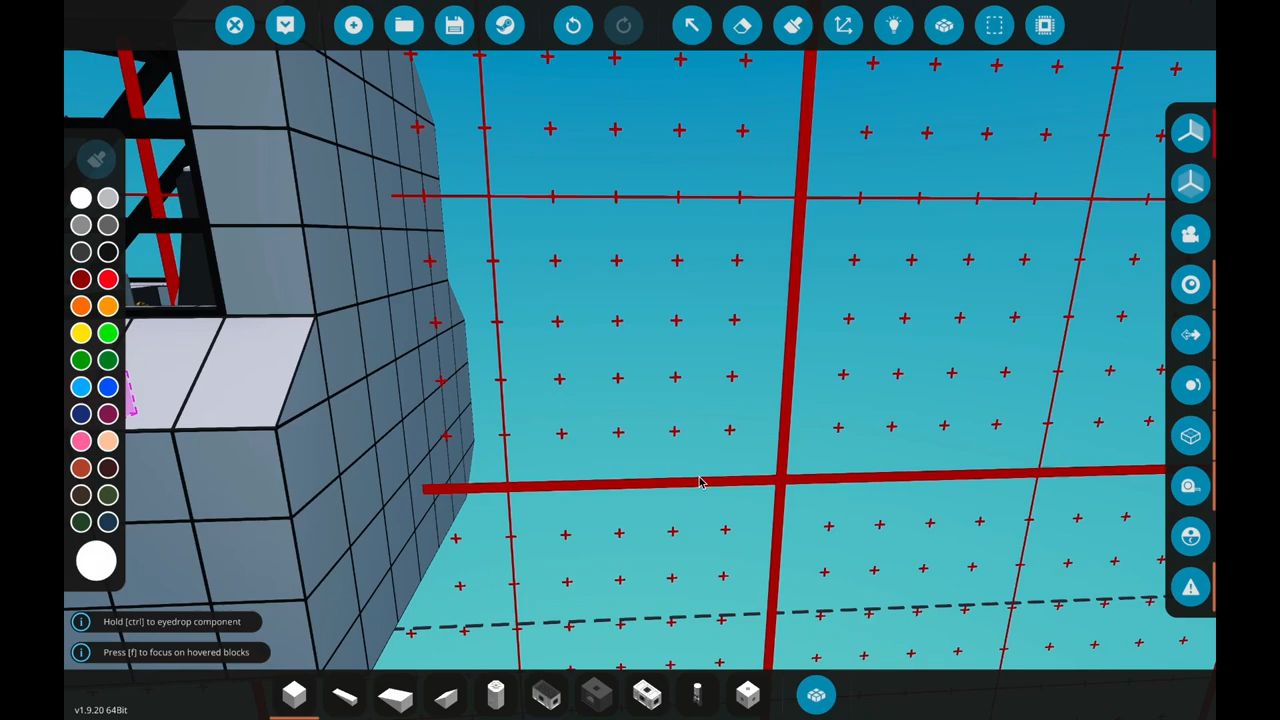 Hold [ctrl] to eyedrop component
Press [f] to focus on hovered blocks
v1.9.20 64Bit